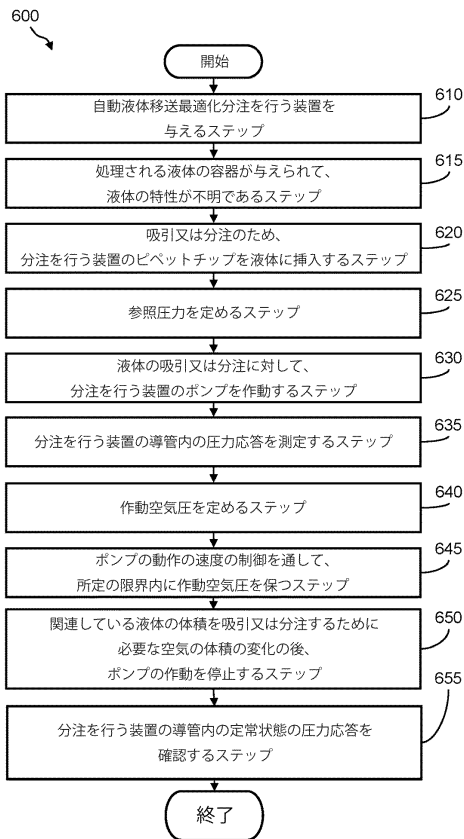 600
開始
自動液体移送最適化分注を行う装置を
与えるステップ
610
処理される液体の容器が与えられて、
液体の特性が不明であるステップ
615
吸引又は分注のため、
分注を行う装置のピペットチップを液体に挿入するステップ
620
参照圧力を定めるステップ
625
液体の吸引又は分注に対して、
分注を行う装置のポンプを作動するステップ
630
分注を行う装置の導管内の圧力応答を測定するステップ
635
作動空気圧を定めるステップ
640
ポンプの動作の速度の制御を通して、
所定の限界内に作動空気圧を保つステップ
645
関連している液体の体積を吸引又は分注するために
必要な空気の体積の変化の後、
ポンプの作動を停止するステップ
650
分注を行う装置の導管内の定常状態の圧力応答を
確認するステップ
655
終了